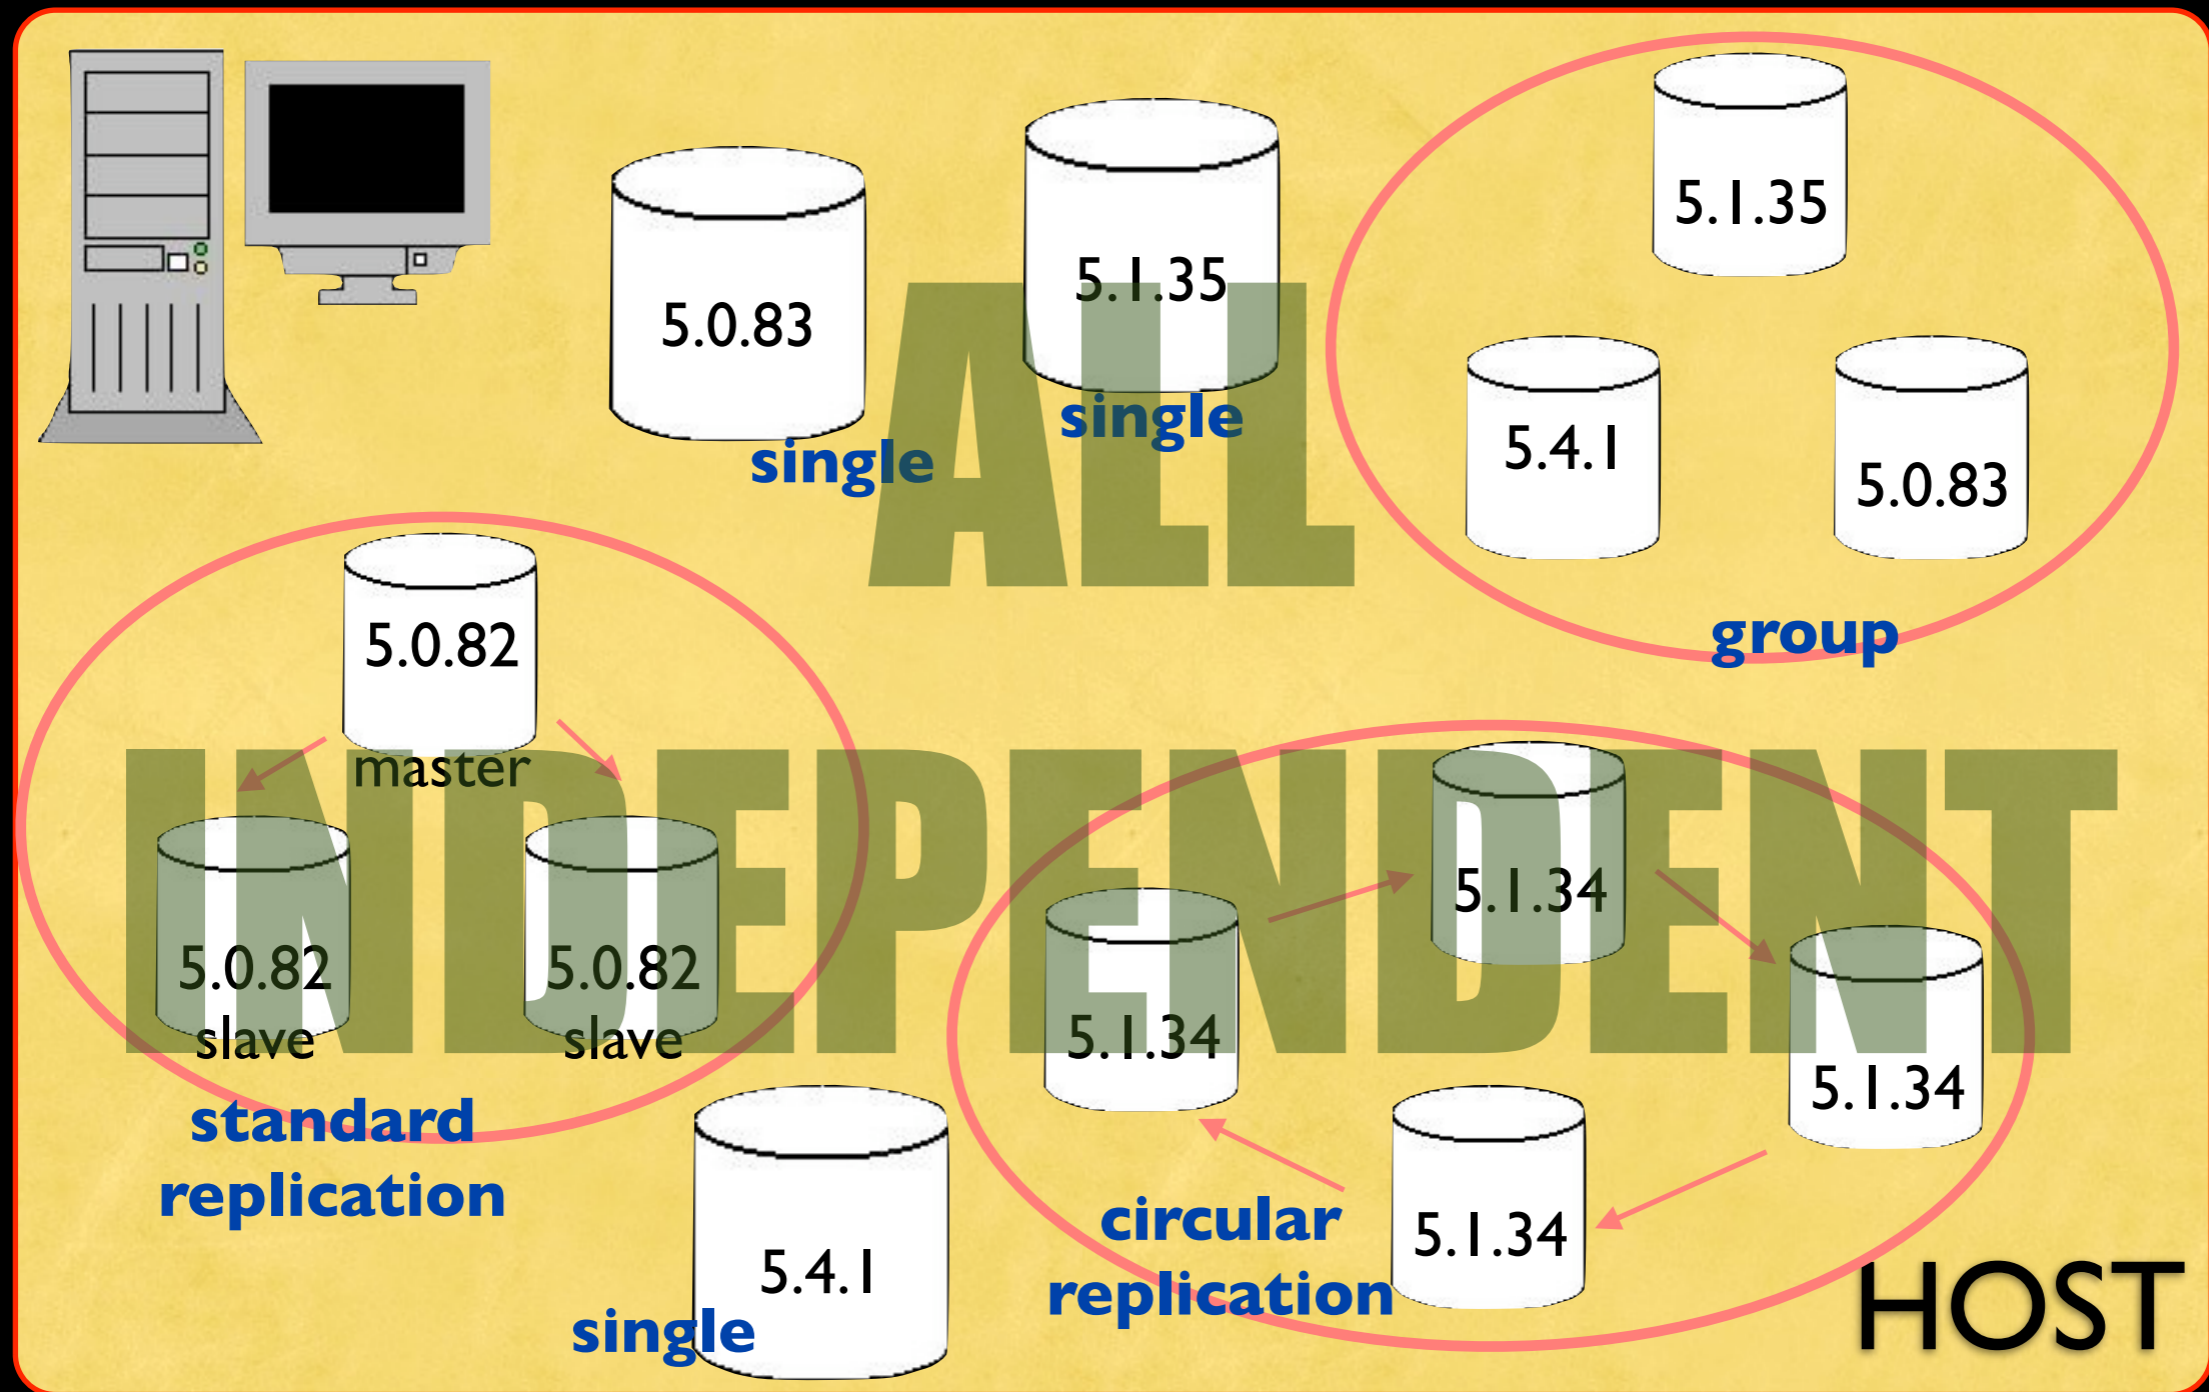 5.0.83
single
5.1.35
single
5.1.35
5.4.1
5.0.83
group
ALL
5.0.82
master
5.0.82
slave
5.0.82
slave
standard
replication
INDEPENDENT
5.1.34
5.1.34
5.1.34
5.1.34
circular
replication
5.4.1
single
HOST